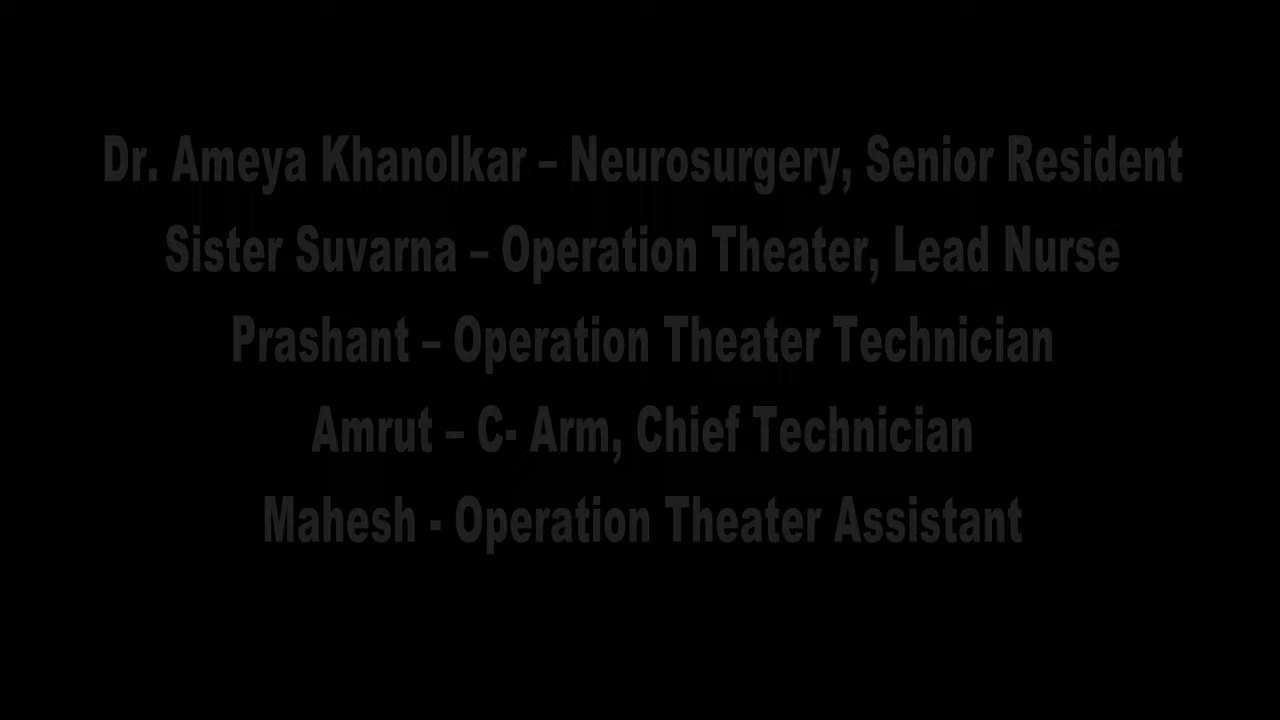 Dr. Ameya Khanolkar – Neurosurgery, Senior Resident
Sister Suvarna – Operation Theater, Lead Nurse
Prashant – Operation Theater Technician
Amrut – C- Arm, Chief Technician
Mahesh - Operation Theater Assistant